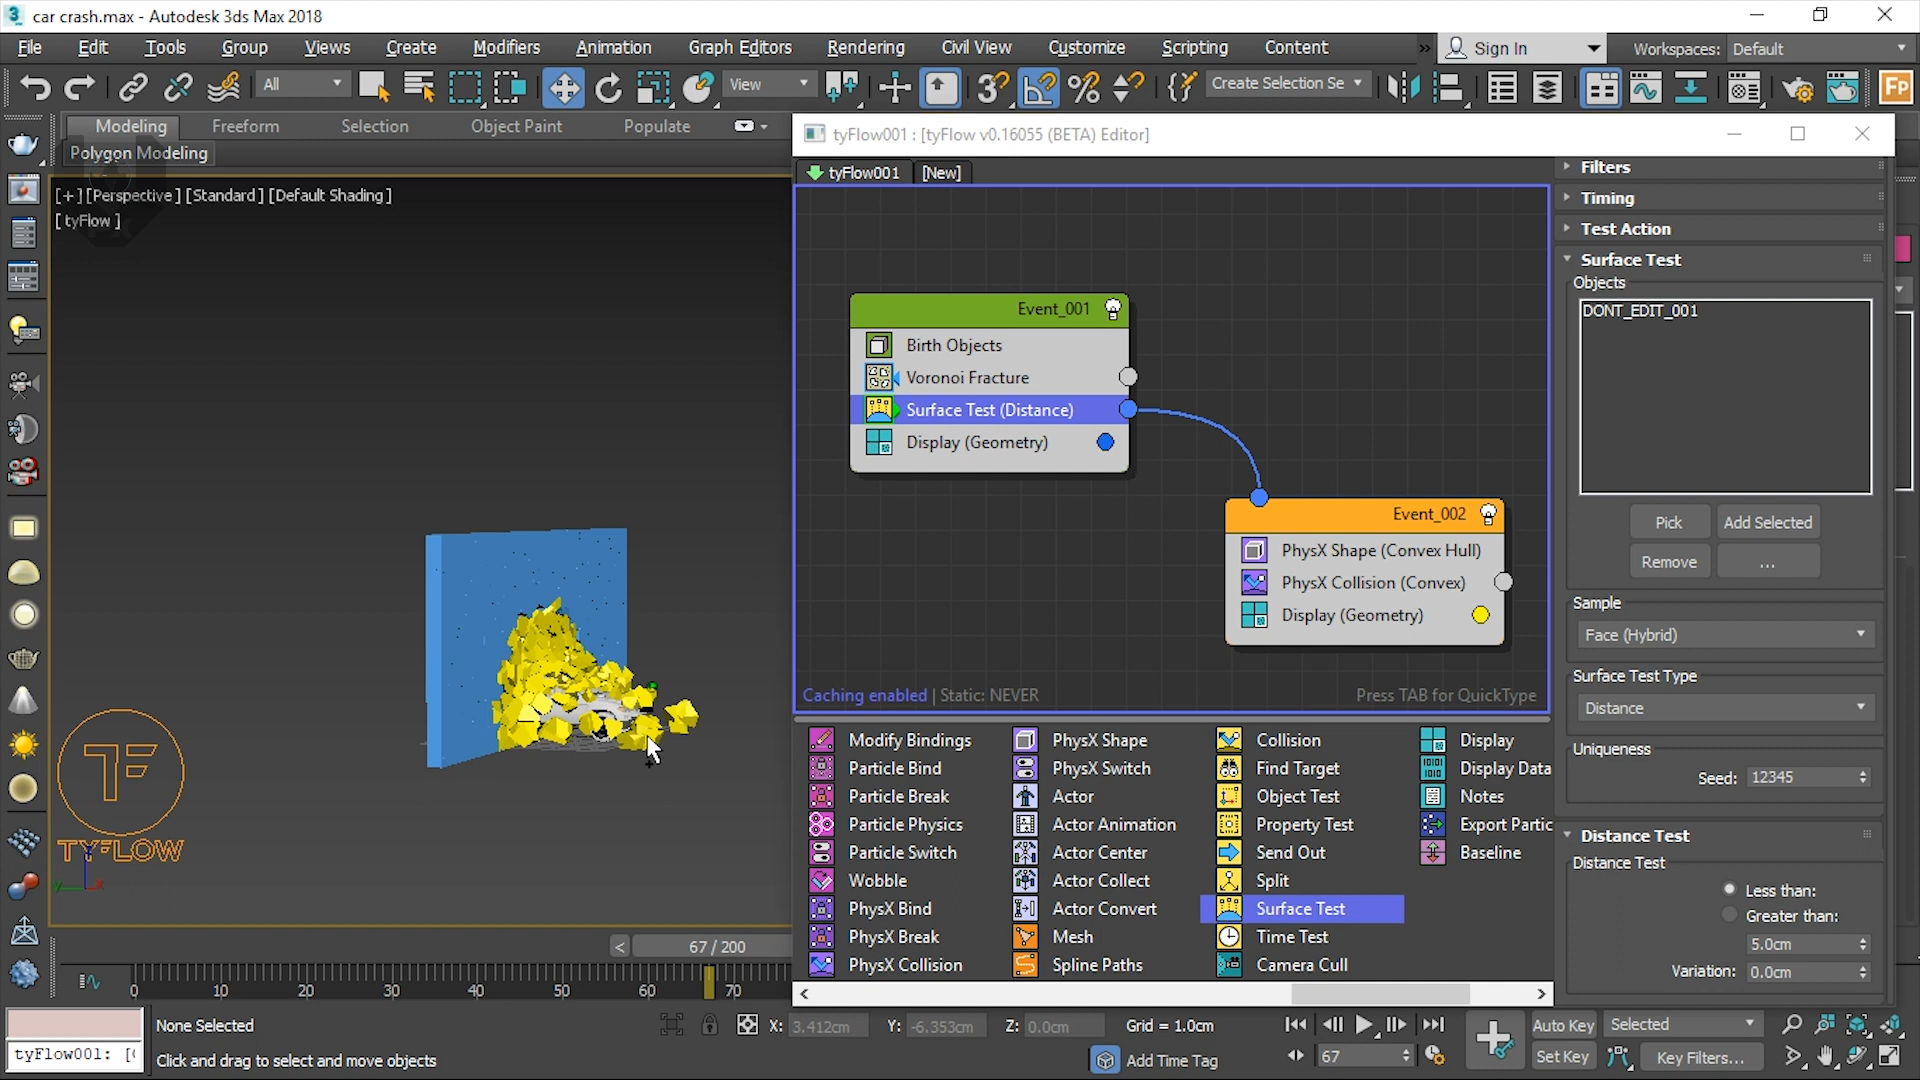 car crash.max - Autodesk 3ds Max 2018
File Edit Tools Group Views Create Modifiers Animation Graph Editors Rendering Civil View Customize Scripting Content » Sign In Workspaces: Default
All View 3 Create Selection Se Fp
Modeling Freeform Selection Object Paint Populate
Polygon Modeling
tyFlow001 : [tyFlow v0.16055 (BETA) Editor]
tyFlow001 [New]
[+] [Perspective] [Standard] [Default Shading]
[ tyFlow ]
Event_001
Birth Objects
Voronoi Fracture
Surface Test (Distance)
Display (Geometry)
Event_002
PhysX Shape (Convex Hull)
PhysX Collision (Convex)
Display (Geometry)
Caching enabled | Static: NEVER
Press TAB for QuickType
Filters
Timing
Test Action
Surface Test
Objects
DONT_EDIT_001
Pick Add Selected
Remove ...
Sample
Face (Hybrid)
Surface Test Type
Distance
Uniqueness
Seed: 12345
Distance Test
Distance Test
Less than:
Greater than:
5.0cm
Variation: 0.0cm
Modify Bindings PhysX Shape Collision Display
Particle Bind PhysX Switch Find Target Display Data
Particle Break Actor Object Test Notes
Particle Physics Actor Animation Property Test Export Partic
Particle Switch Actor Center Send Out Baseline
Wobble Actor Collect Split
PhysX Bind Actor Convert Surface Test
PhysX Break Mesh Time Test
PhysX Collision Spline Paths Camera Cull
TF
TYFLOW
y x
< 67 / 200
0 10 20 30 40 50 60 70
None Selected X: 3.412cm Y: -6.353cm Z: 0.0cm Grid = 1.0cm Auto Key Selected
tyFlow001: [( Click and drag to select and move objects Add Time Tag 67 Set Key Key Filters...